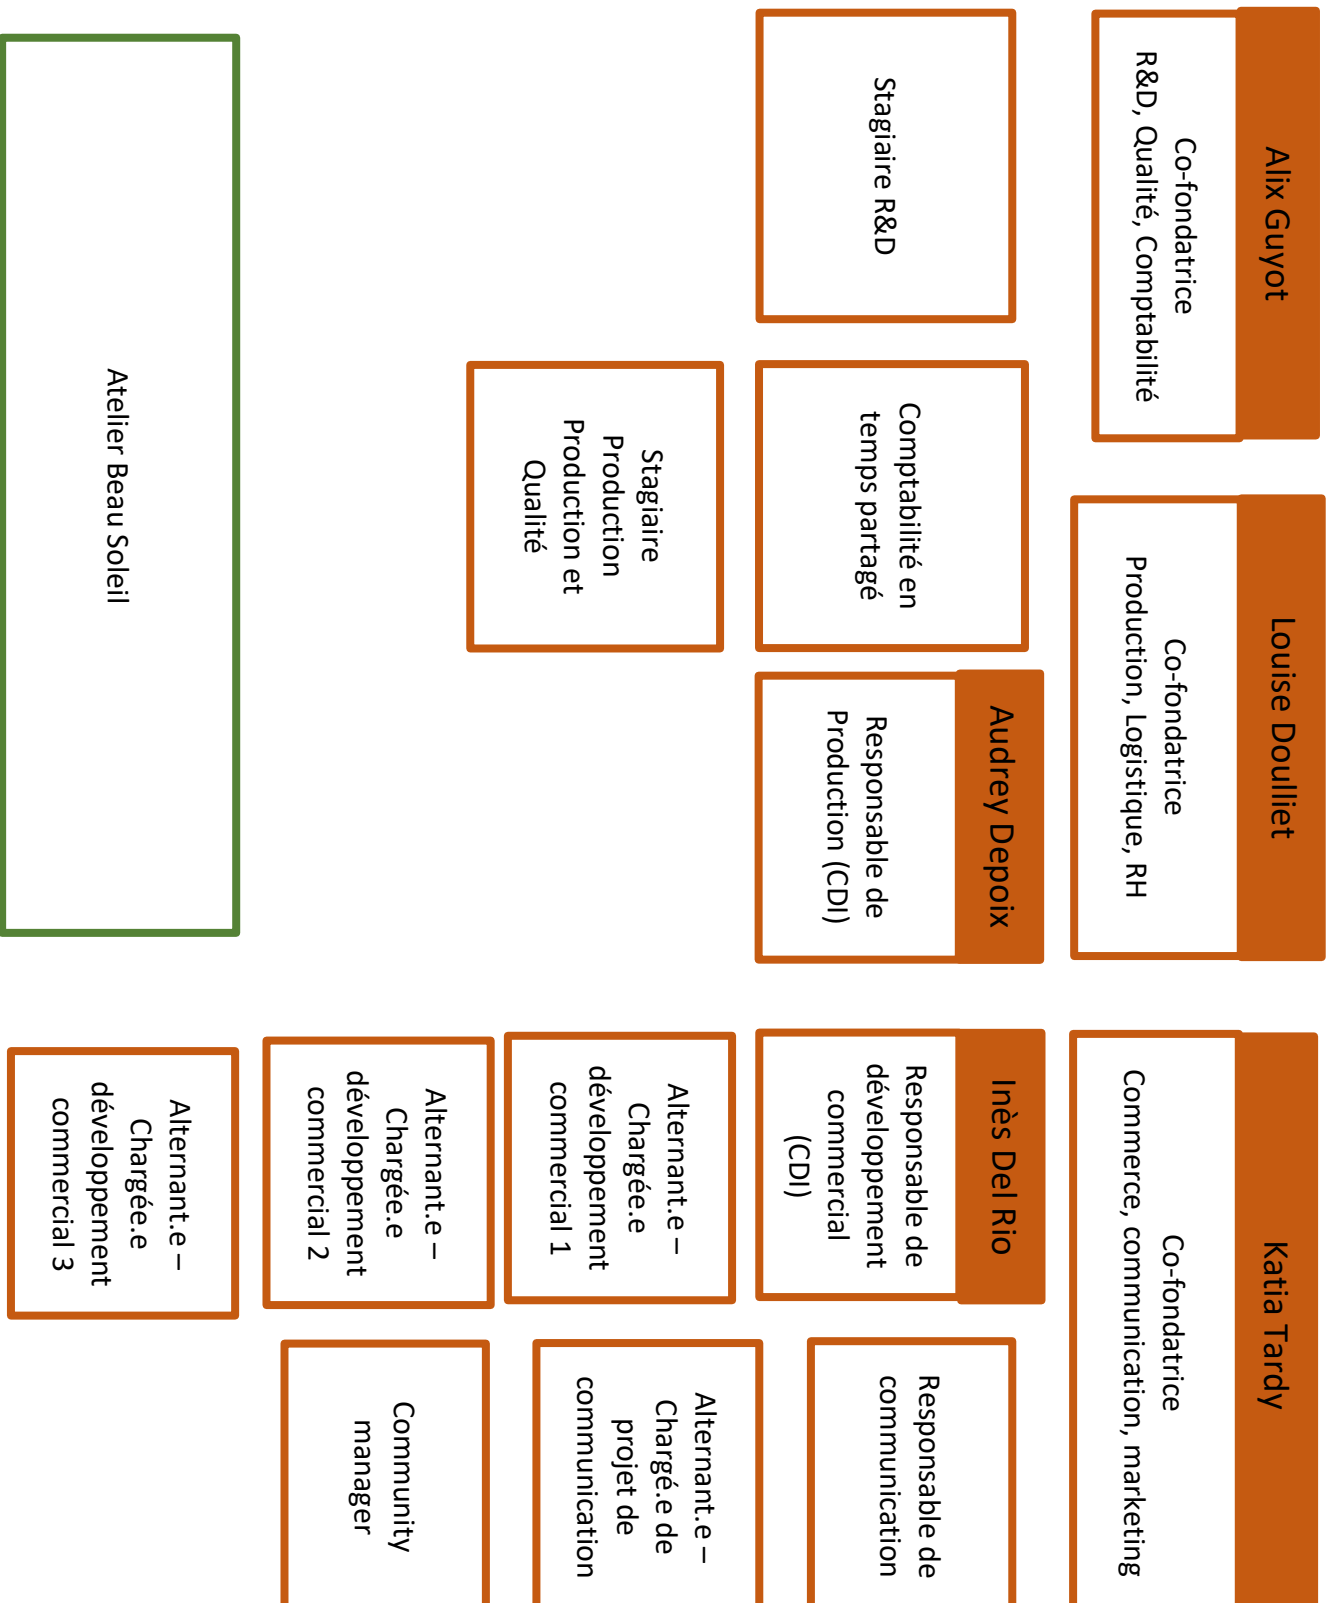 Alix Guyot
Co-fondatrice
R&D, Qualité, Comptabilité
Louise Doulliet
Co-fondatrice
Production, Logistique, RH
Katia Tardy
Co-fondatrice
Commerce, communication, marketing
Stagiaire R&D
Comptabilité en
temps partagé
Audrey Depoix
Responsable de
Production (CDI)
Inès Del Rio
Responsable de
développement
commercial
(CDI)
Responsable de
communication
Stagiaire
Production
Production et
Qualité
Alternant.e –
Chargée.e
développement
commercial 1
Alternant.e –
Chargé.e de
projet de
communication
Alternant.e –
Chargée.e
développement
commercial 2
Community
manager
Atelier Beau Soleil
Alternant.e –
Chargée.e
développement
commercial 3